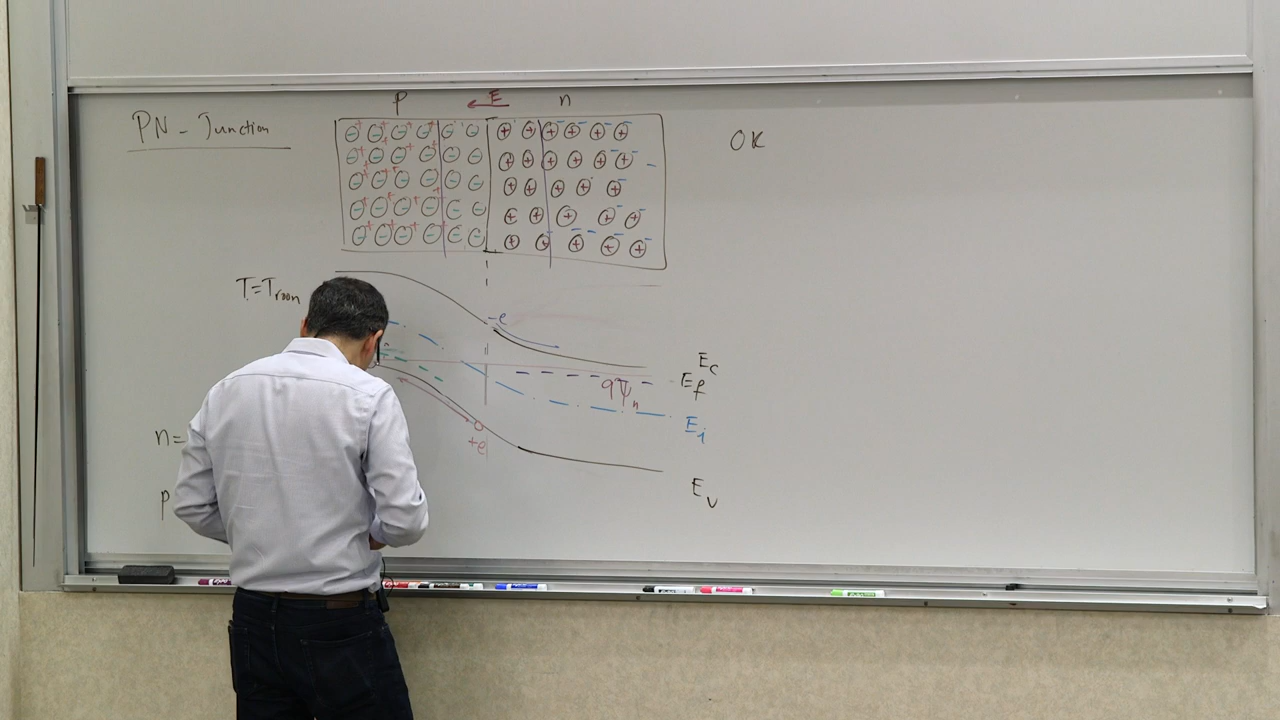 P E n
PN - Junction
OK
T = Troom
-e
Ec
Ef
qΨn
Ei
n=
+e
Ev
p